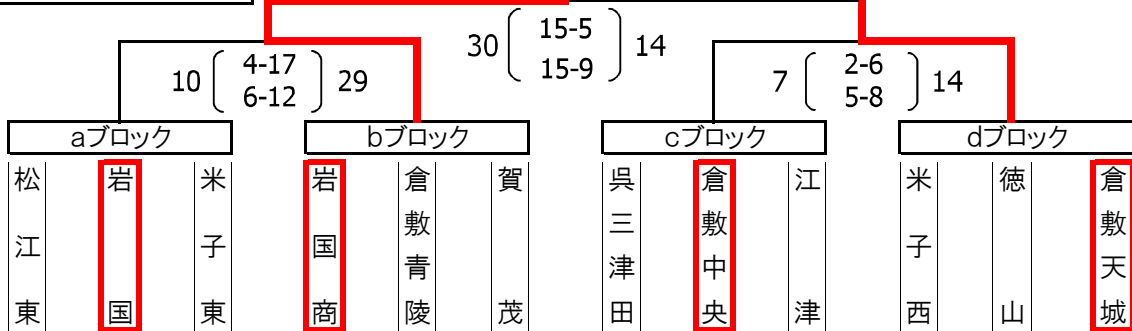 30 15-5 14
15-9
10 4-17 29
6-12
7 2-6 14
5-8
aブロック
bブロック
cブロック
dブロック
松江東
岩国
米子東
岩国商
倉敷青陵
賀茂
呉三津田
倉敷中央
江津
米子西
徳山
倉敷天城